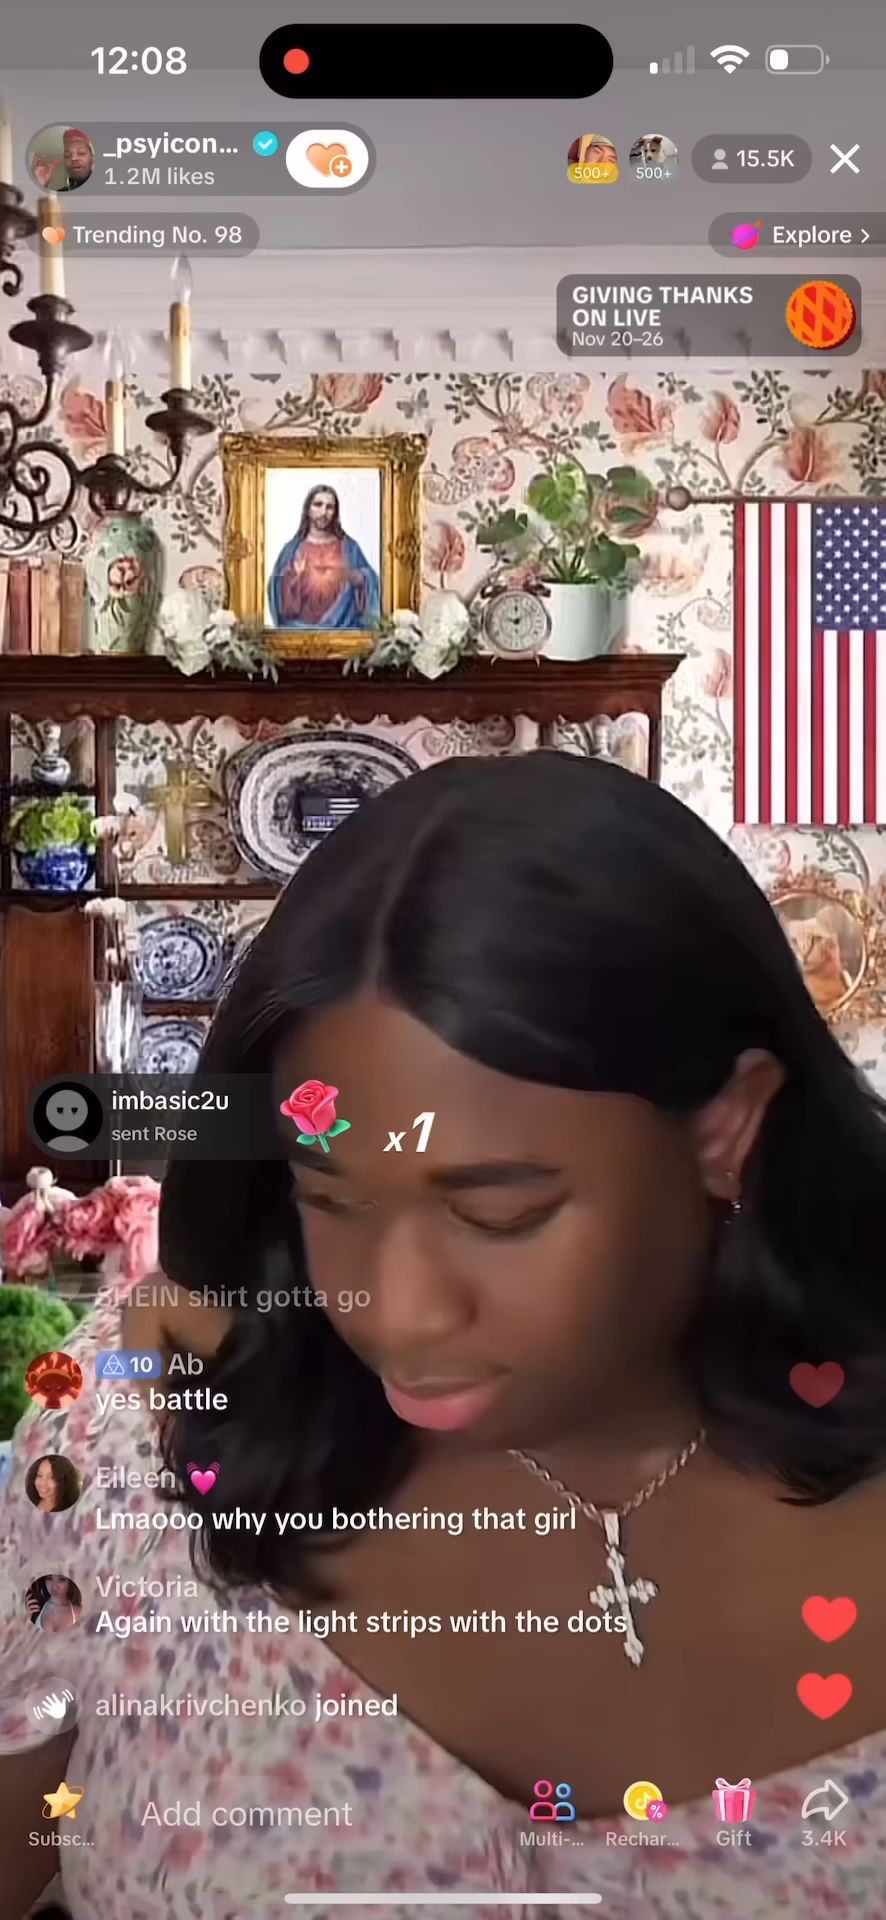 12:08
_psyicon...
1.2M likes
500+
500+
15.5K
Trending No. 98
Explore >
GIVING THANKS
ON LIVE
Nov 20–26
imbasic2u
sent Rose
x1
SHEIN shirt gotta go
10 Ab
yes battle
Eileen 💓
Lmaooo why you bothering that girl
Victoria
Again with the light strips with the dots
alinakrivchenko joined
Add comment
Subsc...
Multi-...
Rechar...
Gift
3.4K